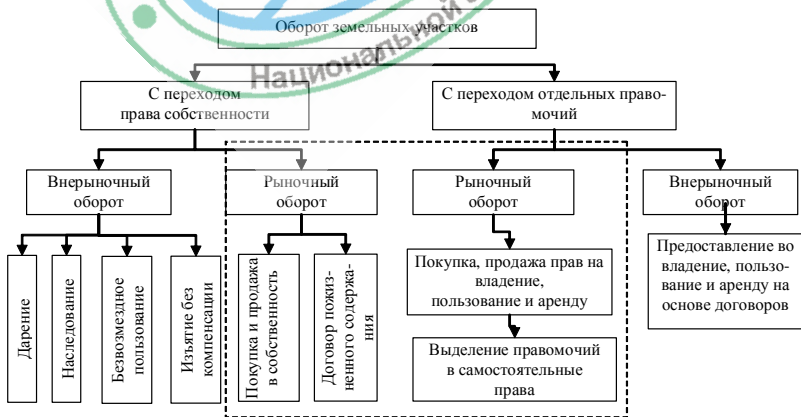 Оборот земельных участков
Национальной
С переходом
права собственности
С переходом отдельных право-
мочий
Внерыночный
оборот
Рыночный
оборот
Рыночный
оборот
Внерыночный
оборот
Дарение
Наследование
Безвозмездное
пользование
Изъятие без
компенсации
Покупка и продажа
в собственность
Договор пожиз-
ненного содержа-
ния
Покупка, продажа прав на
владение,
пользование и аренду
Выделение правомочий
в самостоятельные
права
Предоставление во
владение, пользо-
вание и аренду на
основе договоров